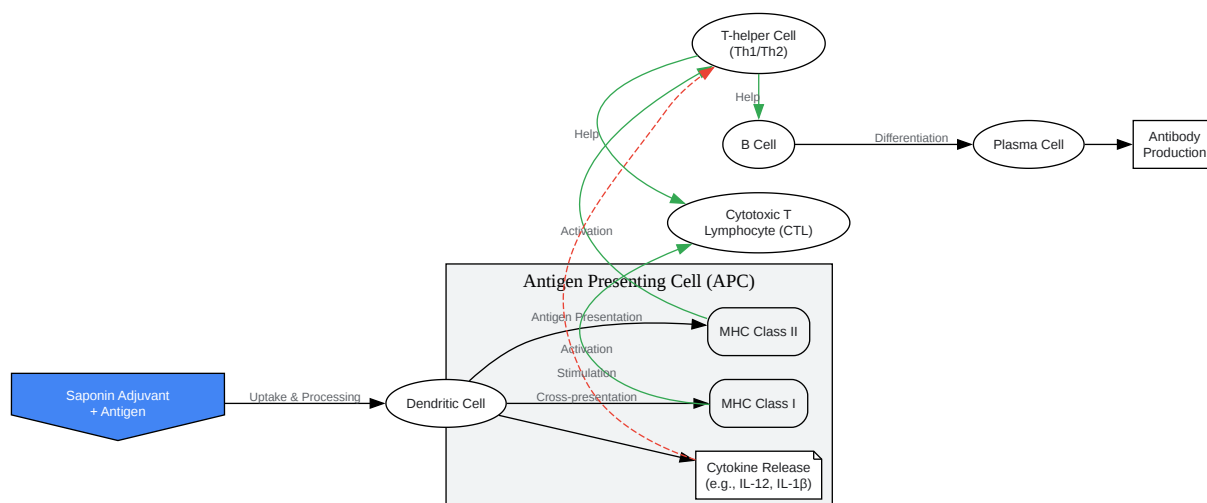 T-helper Cell
(Th1/Th2)
Help
Help
B Cell
Differentiation
Plasma Cell
Antibody
Production
Cytotoxic T
Lymphocyte (CTL)
Activation
Antigen Presenting Cell (APC)
Antigen Presentation
MHC Class II
Activation
Stimulation
Saponin Adjuvant
+ Antigen
Uptake & Processing
Dendritic Cell
Cross-presentation
MHC Class I
Cytokine Release
(e.g., IL-12, IL-1β)